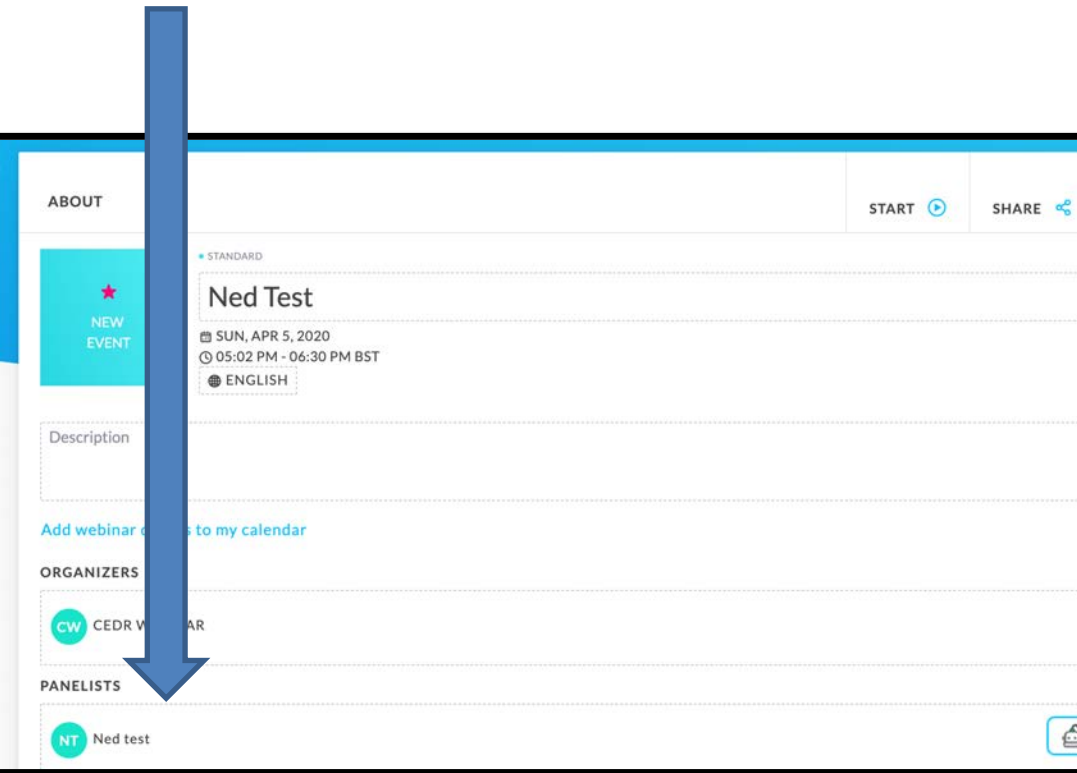 ABOUT
START
SHARE
NEW
EVENT
STANDARD
Ned Test
SUN, APR 5, 2020
05:02 PM - 06:30 PM BST
ENGLISH
Description
Add webinar to my calendar
ORGANIZERS
CW CEDR
PANELISTS
NT Ned test